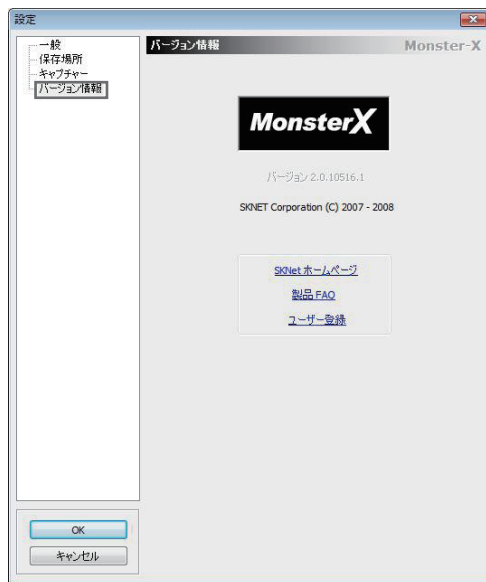 設定
一般
保存場所
キャプチャー
バージョン情報
バージョン情報 Monster-X
MonsterX
バージョン 2.0.10516.1
SKNET Corporation (C) 2007 - 2008
SKNet ホームページ
製品 FAQ
ユーザー登録
OK
キャンセル